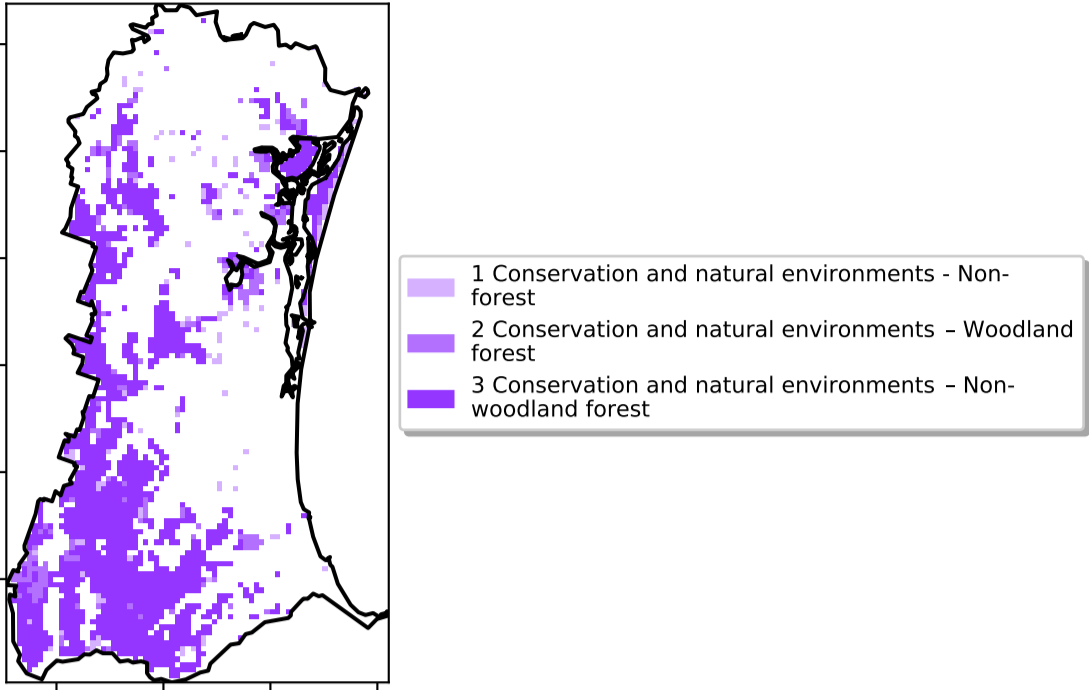 1 Conservation and natural environments - Non-
forest
2 Conservation and natural environments – Woodland
forest
3 Conservation and natural environments – Non-
woodland forest